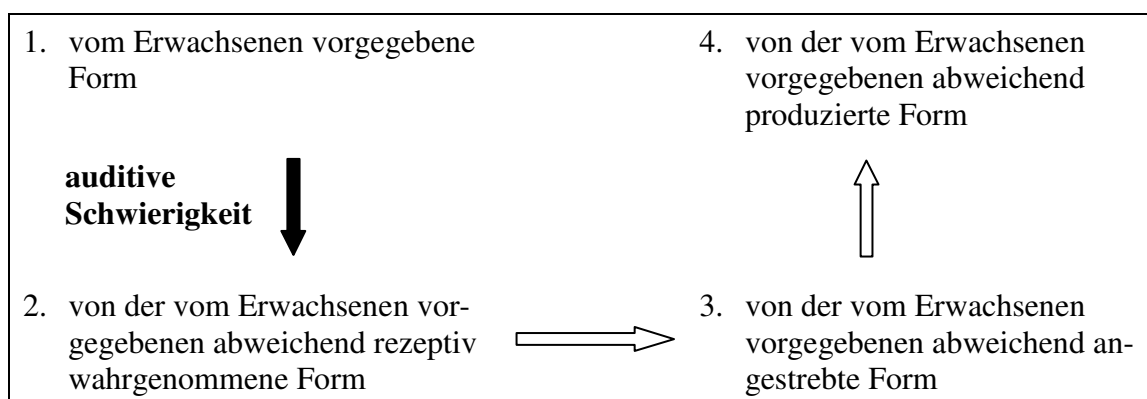 1. vom Erwachsenen vorgegebene
Form
4. von der vom Erwachsenen
vorgegebenen abweichend
produzierte Form
auditive
Schwierigkeit
2. von der vom Erwachsenen vor-
gegebenen abweichend rezeptiv
wahrgenommene Form
3. von der vom Erwachsenen
vorgegebenen abweichend an-
gestrebte Form